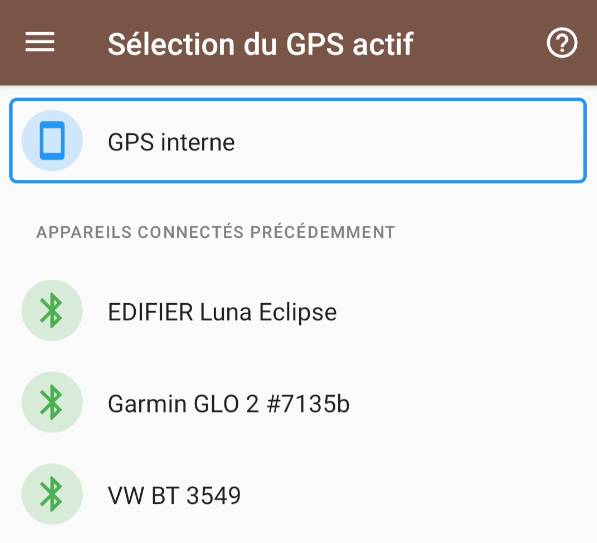 Sélection du GPS actif
GPS interne
APPAREILS CONNECTÉS PRÉCÉDEMMENT
EDIFIER Luna Eclipse
Garmin GLO 2 #7135b
VW BT 3549